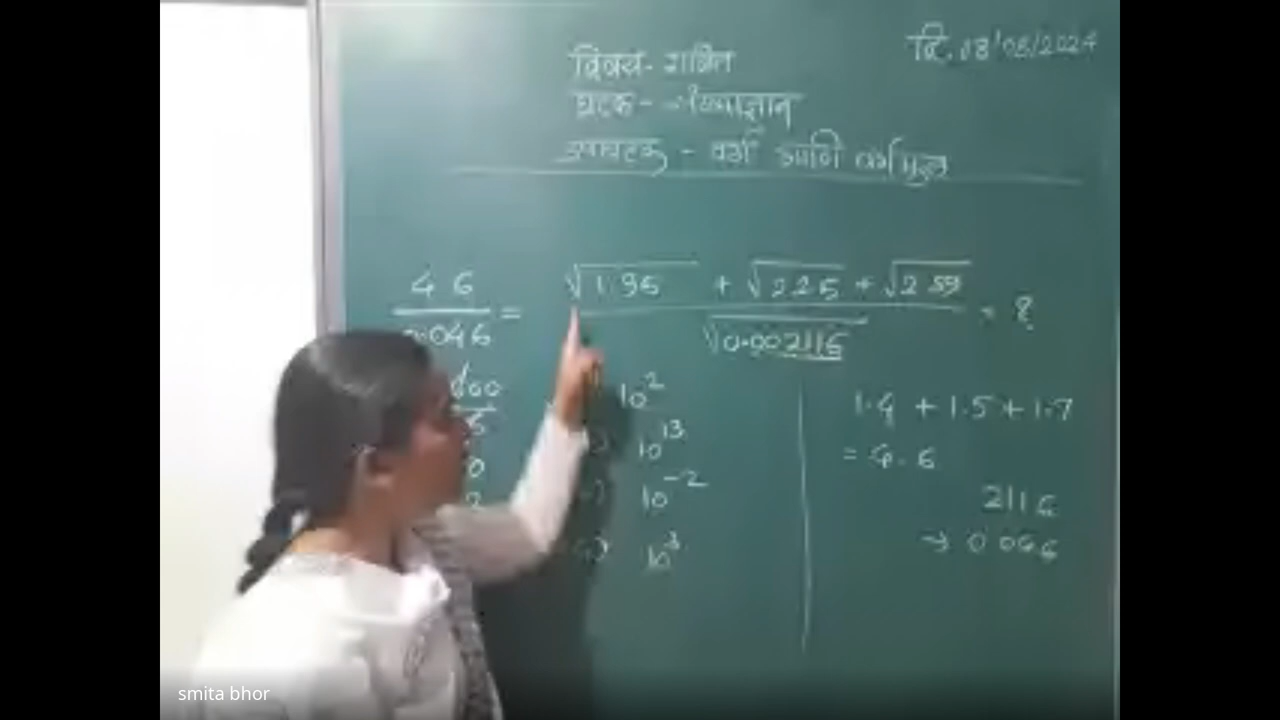 दि. 08/08/2024
विषय - गणित
घटक - संख्याज्ञान
उपघटक - वर्ग आणि वर्गमुळ
4.6 / 0.046 = √1.96 + √2.25 + √2.89 / √0.002116 = ?
10²
10¹³
10⁻²
10³
1.4 + 1.5 + 1.7
= 4.6
2116
→ 0.046
smita bhor